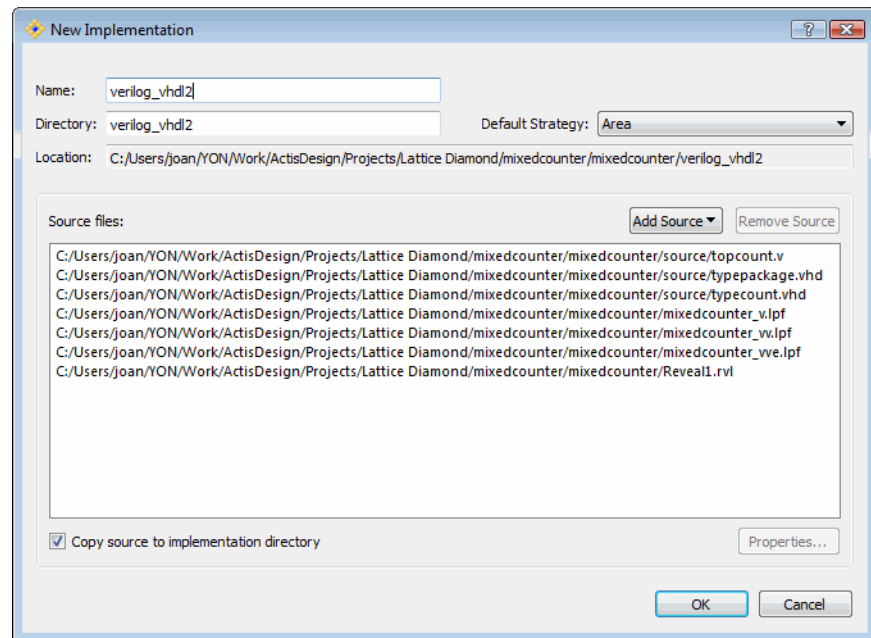 New Implementation
Name: verilog_vhdl2
Directory: verilog_vhdl2 Default Strategy: Area
Location: C:/Users/joan/YON/Work/ActisDesign/Projects/Lattice Diamond/mixedcounter/mixedcounter/verilog_vhdl2
Source files: Add Source Remove Source
C:/Users/joan/YON/Work/ActisDesign/Projects/Lattice Diamond/mixedcounter/mixedcounter/source/topcount.v
C:/Users/joan/YON/Work/ActisDesign/Projects/Lattice Diamond/mixedcounter/mixedcounter/source/typepackage.vhd
C:/Users/joan/YON/Work/ActisDesign/Projects/Lattice Diamond/mixedcounter/mixedcounter/source/typecount.vhd
C:/Users/joan/YON/Work/ActisDesign/Projects/Lattice Diamond/mixedcounter/mixedcounter/mixedcounter_v.lpf
C:/Users/joan/YON/Work/ActisDesign/Projects/Lattice Diamond/mixedcounter/mixedcounter/mixedcounter_vv.lpf
C:/Users/joan/YON/Work/ActisDesign/Projects/Lattice Diamond/mixedcounter/mixedcounter/mixedcounter_vve.lpf
C:/Users/joan/YON/Work/ActisDesign/Projects/Lattice Diamond/mixedcounter/mixedcounter/Reveal1.rvl
Copy source to implementation directory Properties...
OK Cancel